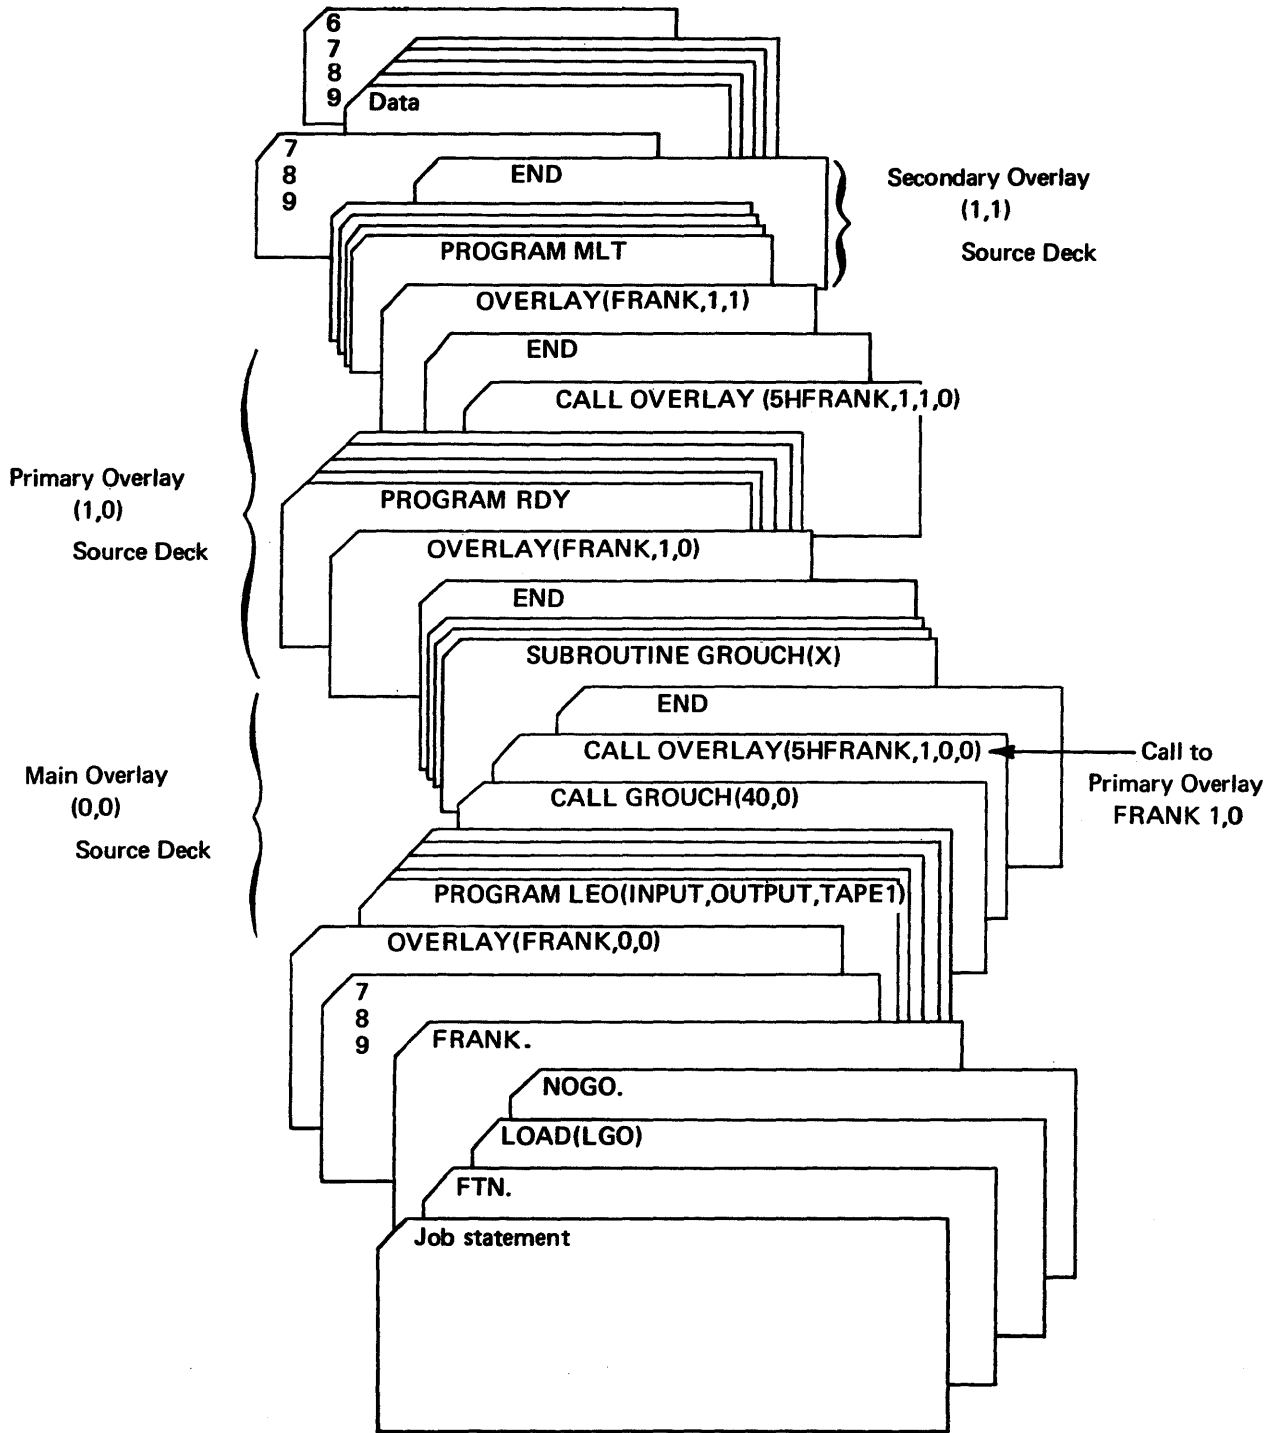 6
7
8
9
Data
7
8
9
END
Secondary Overlay
(1,1)
Source Deck
PROGRAM MLT
OVERLAY(FRANK,1,1)
END
CALL OVERLAY (5HFRANK,1,1,0)
Primary Overlay
(1,0)
Source Deck
PROGRAM RDY
OVERLAY(FRANK,1,0)
END
SUBROUTINE GROUCH(X)
END
CALL OVERLAY(5HFRANK,1,0,0)
Call to
Primary Overlay
FRANK 1,0
Main Overlay
(0,0)
Source Deck
CALL GROUCH(40,0)
PROGRAM LEO(INPUT,OUTPUT,TAPE1)
OVERLAY(FRANK,0,0)
7
8
9
FRANK.
NOGO.
LOAD(LGO)
FTN.
Job statement